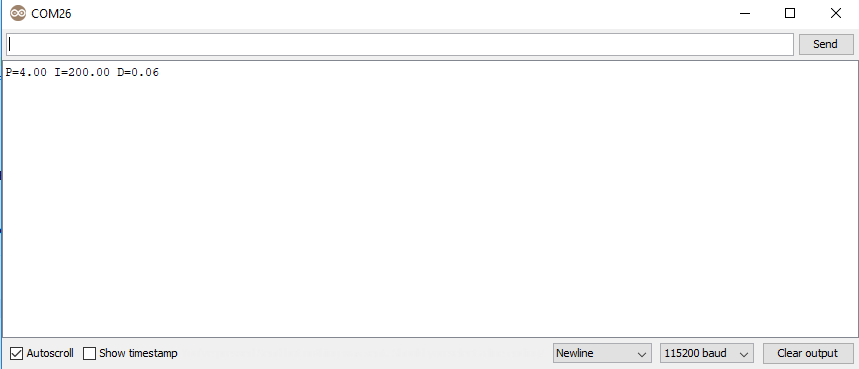 COM26
Send
P=4.00 I=200.00 D=0.06
Autoscroll Show timestamp Newline 115200 baud Clear output